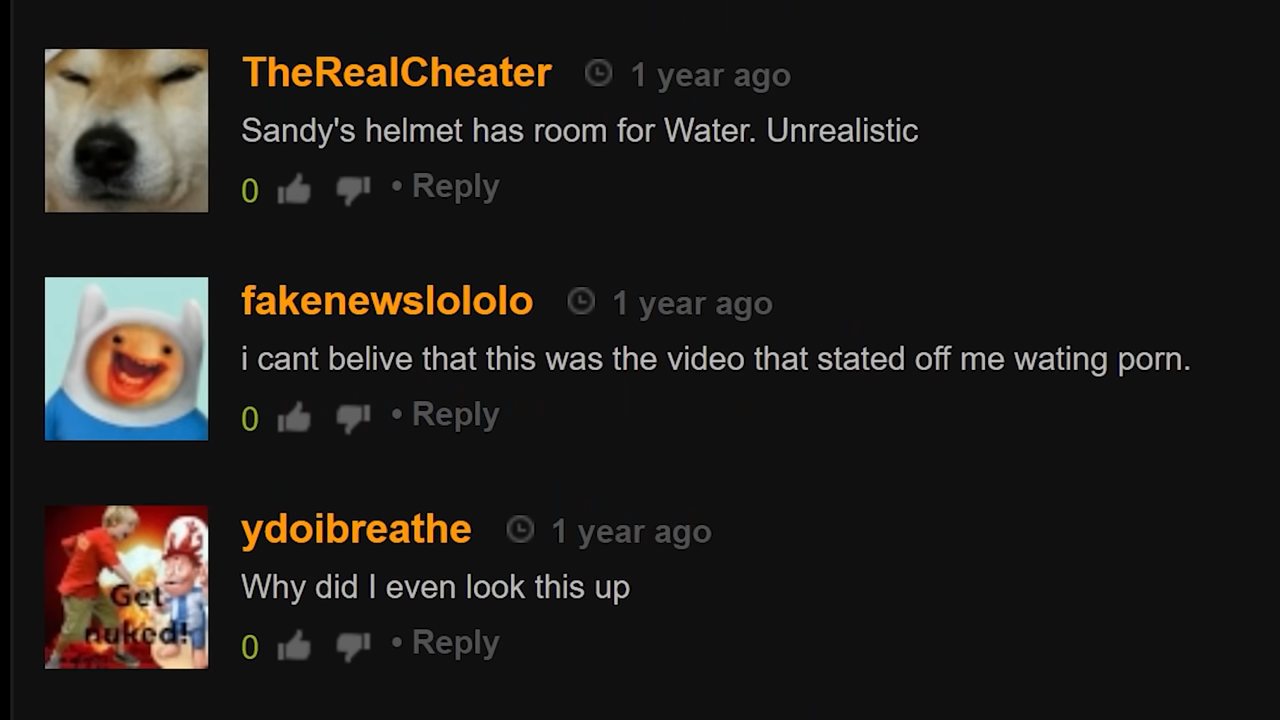 TheRealCheater 1 year ago
Sandy's helmet has room for Water. Unrealistic
0 • Reply
fakenewslololo 1 year ago
i cant belive that this was the video that stated off me wating porn.
0 • Reply
ydoibreathe 1 year ago
Why did I even look this up
0 • Reply
Get
nuked!